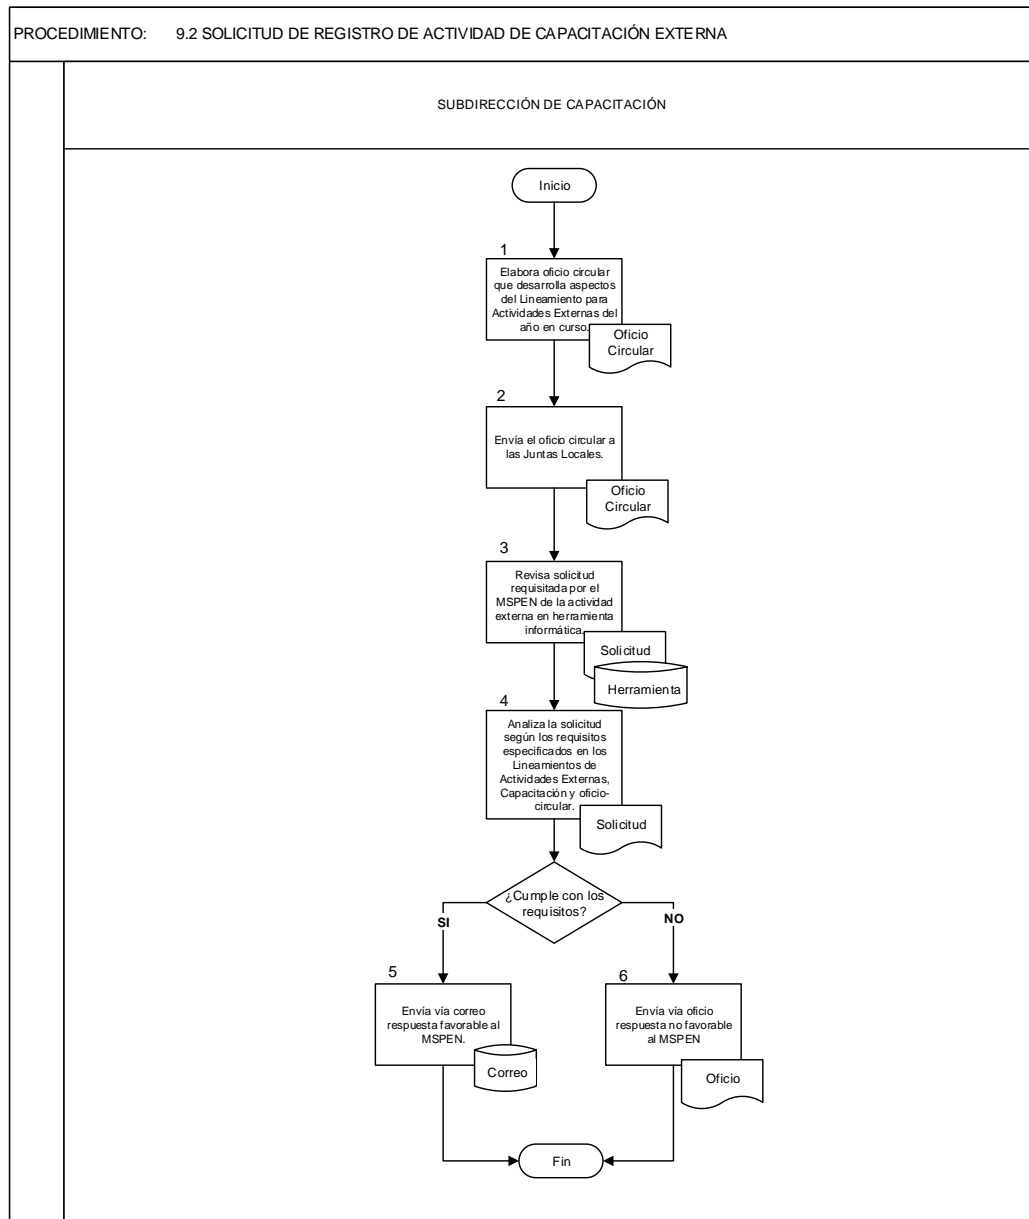 PROCEDIMIENTO: 9.2 SOLICITUD DE REGISTRO DE ACTIVIDAD DE CAPACITACIÓN EXTERNA
SUBDIRECCIÓN DE CAPACITACIÓN
Inicio
1
Elabora oficio circular
que desarrolla aspectos
del Lineamiento para
Actividades Externas del
año en curso.
Oficio
Circular
2
Envía el oficio circular a
las Juntas Locales.
Oficio
Circular
3
Revisa solicitud
requisitada por el
MSPEN de la actividad
externa en herramienta
informática.
Solicitud
Herramienta
4
Analiza la solicitud
según los requisitos
especificados en los
Lineamientos de
Actividades Externas,
Capacitación y oficio-
circular.
Solicitud
¿Cumple con los
requisitos?
SI
NO
5
Envía vía correo
respuesta favorable al
MSPEN.
Correo
6
Envía vía oficio
respuesta no favorable
al MSPEN
Oficio
Fin